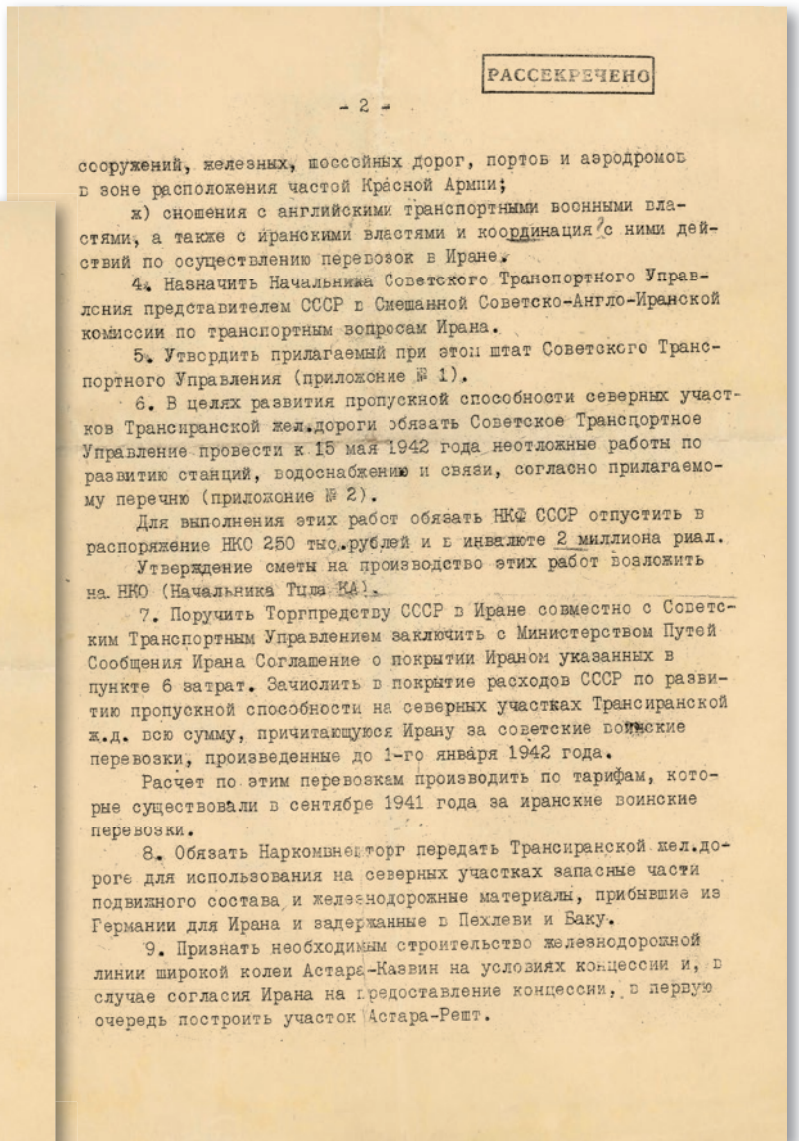 РАССЕКРЕЧЕНО
- 2 -
сооружений, железных, шоссейных дорог, портов и аэродромов
в зоне расположения частей Красной Армии;
ж) сношения с английскими транспортными военными вла-
стями, а также с иранскими властями и координация с ними дей-
ствий по осуществлению перевозок в Иране.
4. Назначить Начальника Советского Транспортного Управ-
ления представителем СССР в Смешанной Советско-Англо-Иранской
комиссии по транспортным вопросам Ирана.
5. Утвердить прилагаемый при этом штат Советского Транс-
портного Управления (приложение № 1).
6. В целях развития пропускной способности северных участ-
ков Трансиранской жел.дороги обязать Советское Транспортное
Управление провести к 15 мая 1942 года неотложные работы по
развитию станций, водоснабжению и связи, согласно прилагаемо-
му перечню (приложение № 2).
Для выполнения этих работ обязать НКФ СССР отпустить в
распоряжение НКО 250 тыс.рублей и в инвалюте 2 миллиона риал.
Утверждение сметы на производство этих работ возложить
на НКО (Начальника Тыла КА).
7. Поручить Торгпредству СССР в Иране совместно с Советс-
ким Транспортным Управлением заключить с Министерством Путей
Сообщения Ирана Соглашение о покрытии Ираном указанных в
пункте 6 затрат. Зачислить в покрытие расходов СССР по разви-
тию пропускной способности на северных участках Трансиранской
ж.д. всю сумму, причитающуюся Ирану за советские воинские
перевозки, произведенные до 1-го января 1942 года.
Расчет по этим перевозкам производить по тарифам, кото-
рые существовали в сентябре 1941 года за иранские воинские
перевозки.
8. Обязать Наркомвнешторг передать Трансиранской жел.до-
роге для использования на северных участках запасные части
подвижного состава и железнодорожные материалы, прибывшие из
Германии для Ирана и задержанные в Пехлеви и Баку.
9. Признать необходимым строительство железнодорожной
линии широкой колеи Астара-Казвин на условиях концессии и, в
случае согласия Ирана на предоставление концессии, в первую
очередь построить участок Астара-Решт.